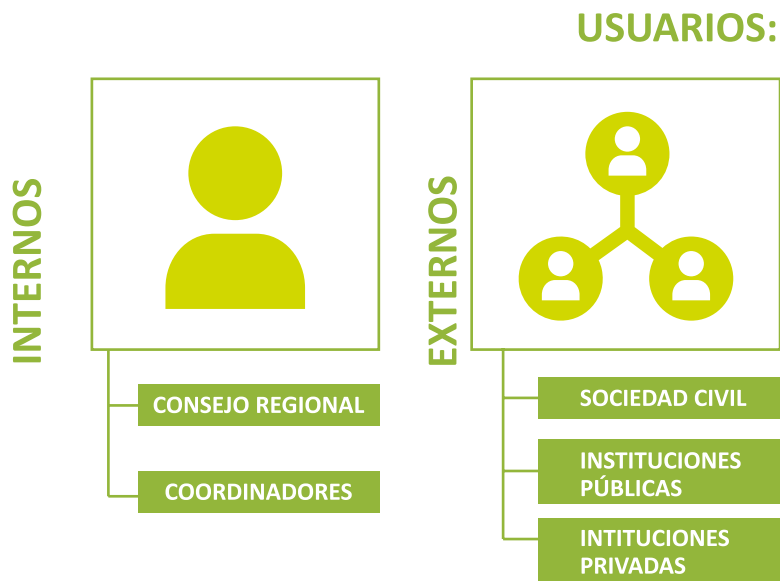 USUARIOS:
INTERNOS
CONSEJO REGIONAL
COORDINADORES
EXTERNOS
SOCIEDAD CIVIL
INSTITUCIONES
PÚBLICAS
INTITUCIONES
PRIVADAS